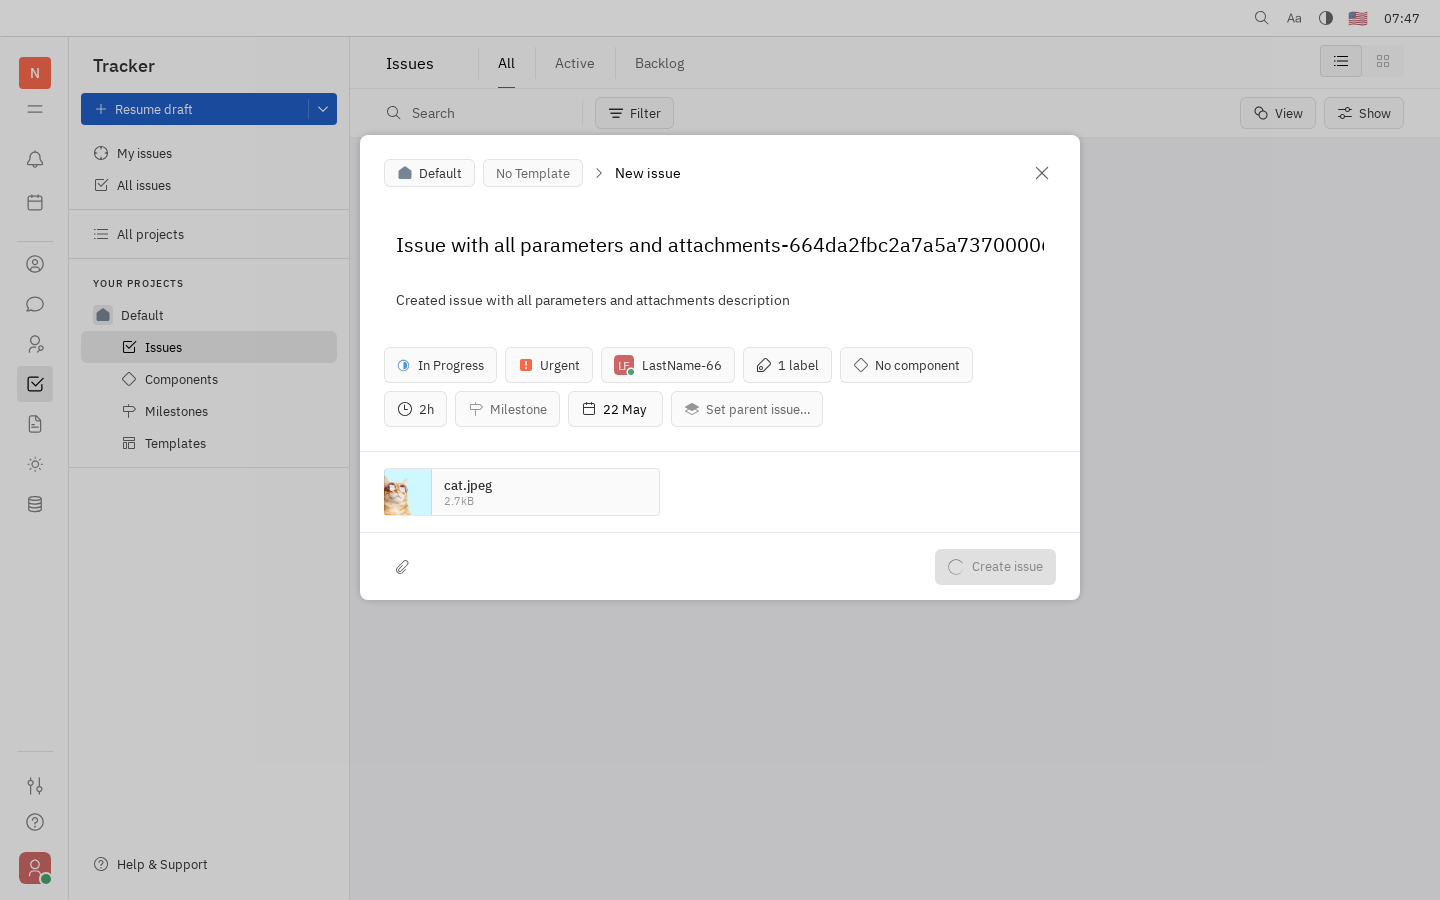 Aa
07:47
N
Tracker
Resume draft
My issues
All issues
All projects
YOUR PROJECTS
Default
Issues
Components
Milestones
Templates
Help & Support
Issues
All
Active
Backlog
Search
Filter
View
Show
Default
No Template
New issue
Issue with all parameters and attachments-664da2fbc2a7a5a7370000
Created issue with all parameters and attachments description
In Progress
Urgent
LF
LastName-66
1 label
No component
2h
Milestone
22 May
Set parent issue...
cat.jpeg
2.7kB
Create issue